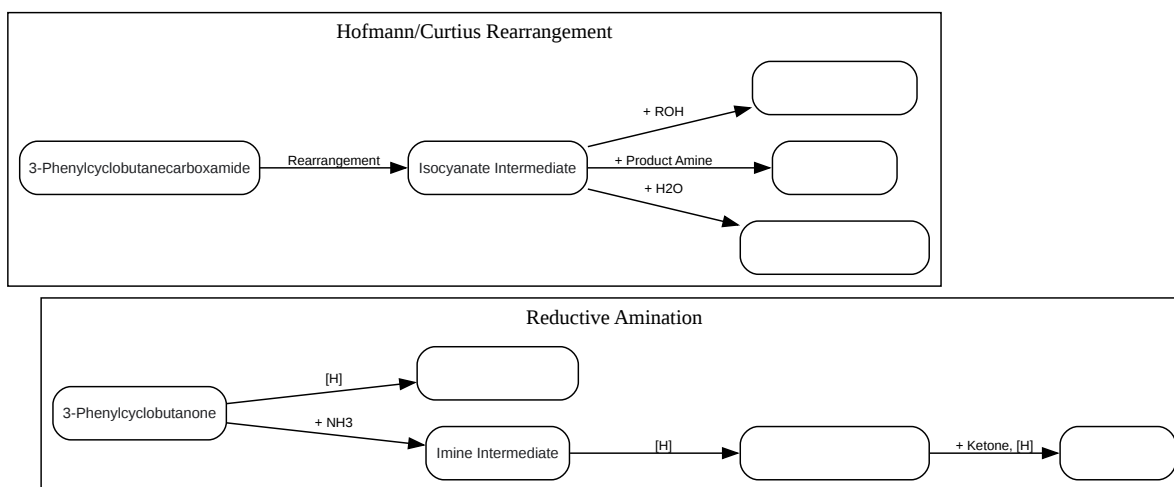 Hofmann/Curtius Rearrangement
+ ROH
3-Phenylcyclobutanecarboxamide
Rearrangement
Isocyanate Intermediate
+ Product Amine
+ H2O
Reductive Amination
[H]
3-Phenylcyclobutanone
+ NH3
Imine Intermediate
[H]
+ Ketone, [H]